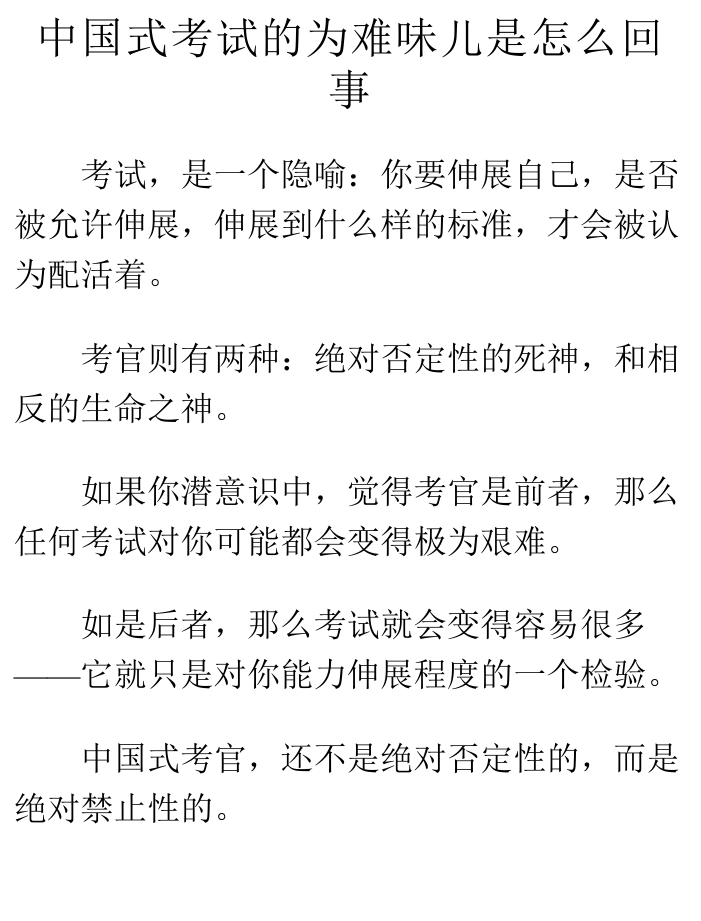 中国式考试的为难味儿是怎么回
事
考试，是一个隐喻：你要伸展自己，是否
被允许伸展，伸展到什么样的标准，才会被认
为配活着。
考官则有两种：绝对否定性的死神，和相
反的生命之神。
如果你潜意识中，觉得考官是前者，那么
任何考试对你可能都会变得极为艰难。
如是后者，那么考试就会变得容易很多
——它就只是对你能力伸展程度的一个检验。
中国式考官，还不是绝对否定性的，而是
绝对禁止性的。